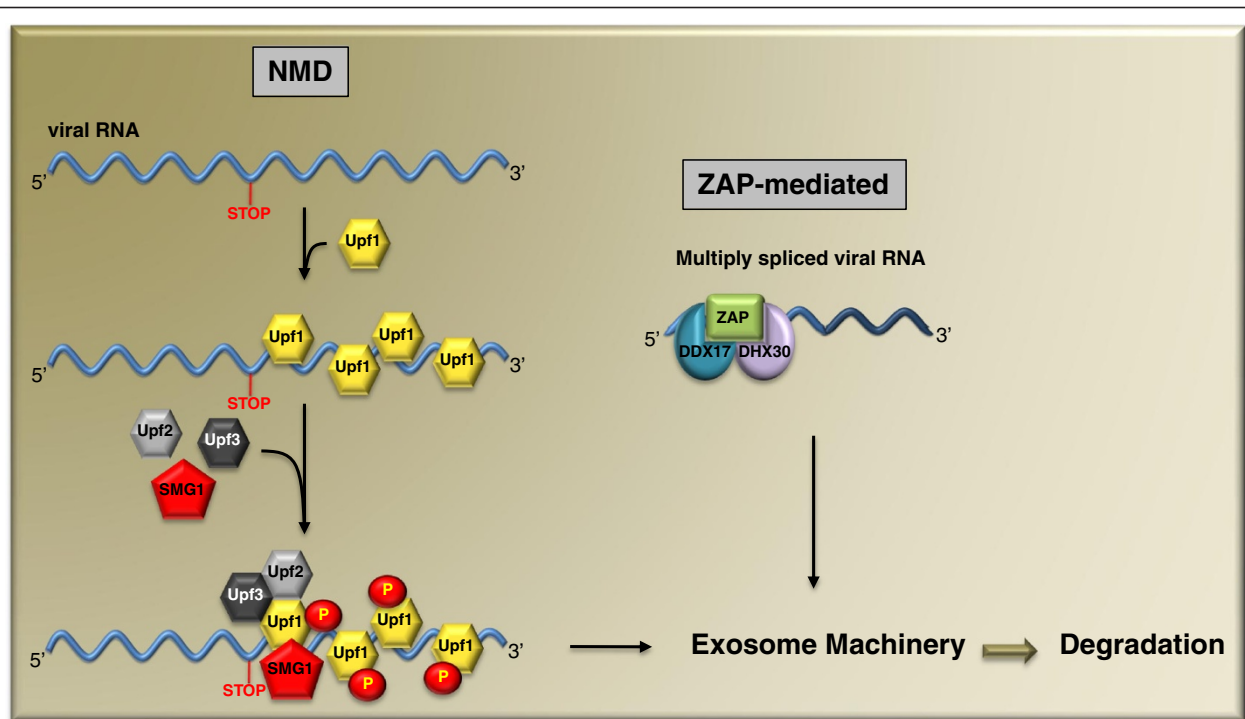 NMD
viral RNA
5’
3’
STOP
Upf1
ZAP-mediated
Multiply spliced viral RNA
ZAP
DDX17
DHX30
5’
3’
Upf1
Upf1
Upf1
Upf1
5’
3’
STOP
Upf2
Upf3
SMG1
Upf2
Upf3
Upf1
P
P
Upf1
Upf1
Upf1
5’
3’
SMG1
P
P
STOP
Exosome Machinery
Degradation